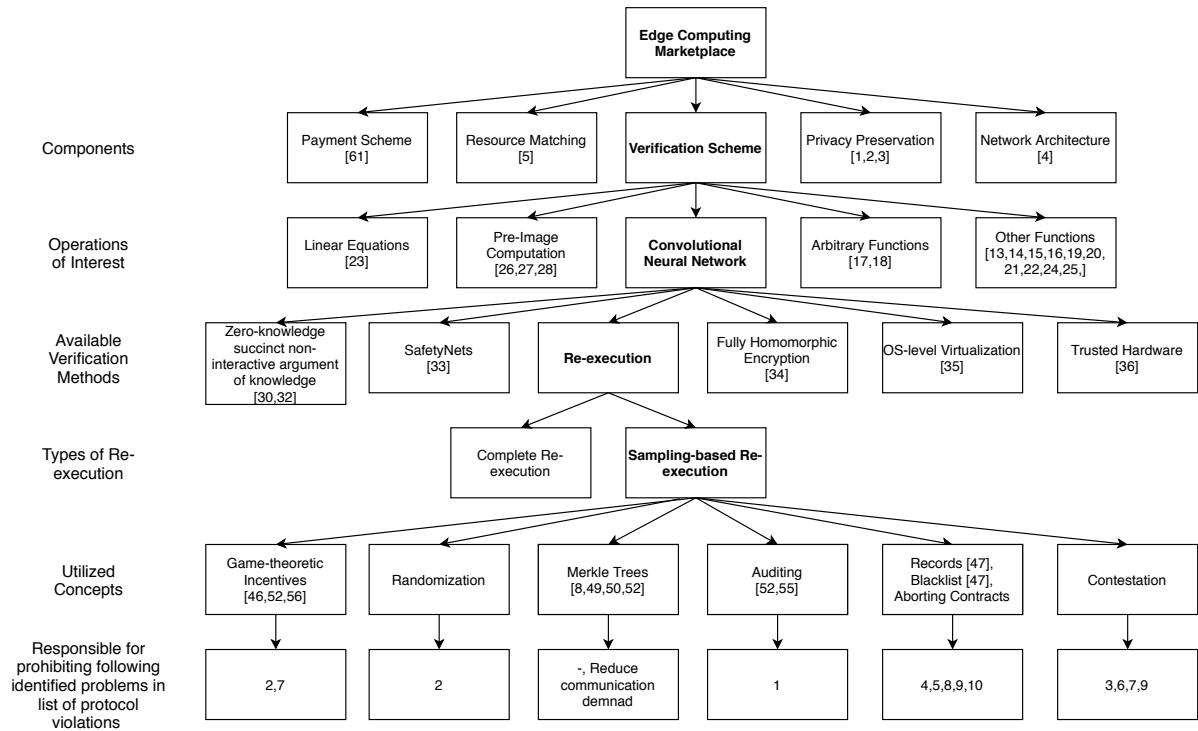 Edge Computing
Marketplace
Components
Payment Scheme
[61]
Resource Matching
[5]
Verification Scheme
Privacy Preservation
[1,2,3]
Network Architecture
[4]
Operations
of Interest
Linear Equations
[23]
Pre-Image
Computation
[26,27,28]
Convolutional
Neural Network
Arbitrary Functions
[17,18]
Other Functions
[13,14,15,16,19,20,
21,22,24,25,]
Available
Verification
Methods
Zero-knowledge
succinct non-
interactive argument
of knowledge
[30,32]
SafetyNets
[33]
Re-execution
Fully Homomorphic
Encryption
[34]
OS-level Virtualization
[35]
Trusted Hardware
[36]
Types of Re-
execution
Complete Re-
execution
Sampling-based Re-
execution
Utilized
Concepts
Game-theoretic
Incentives
[46,52,56]
Randomization
Merkle Trees
[8,49,50,52]
Auditing
[52,55]
Records [47],
Blacklist [47],
Aborting Contracts
Contestation
Responsible for
prohibiting following
identified problems in
list of protocol
violations
2,7
2
-, Reduce
communication
demnad
1
4,5,8,9,10
3,6,7,9